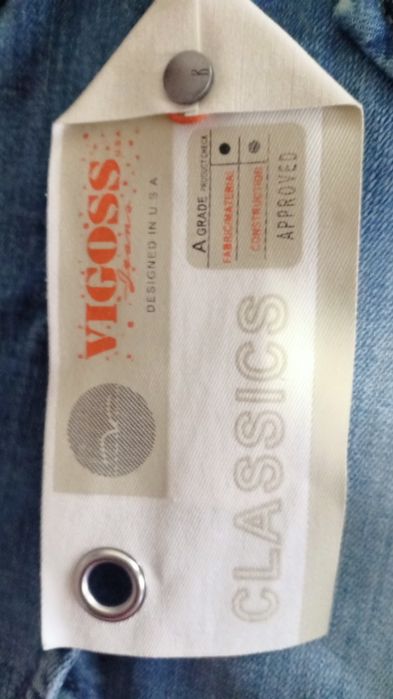 VIGOSS
U.S.A
Jeans
DESIGNED IN U.S.A
A GRADE PRODUCT CHECK
FABRIC/MATERIAL
CONSTRUCTION
APPROVED
CLASSICS